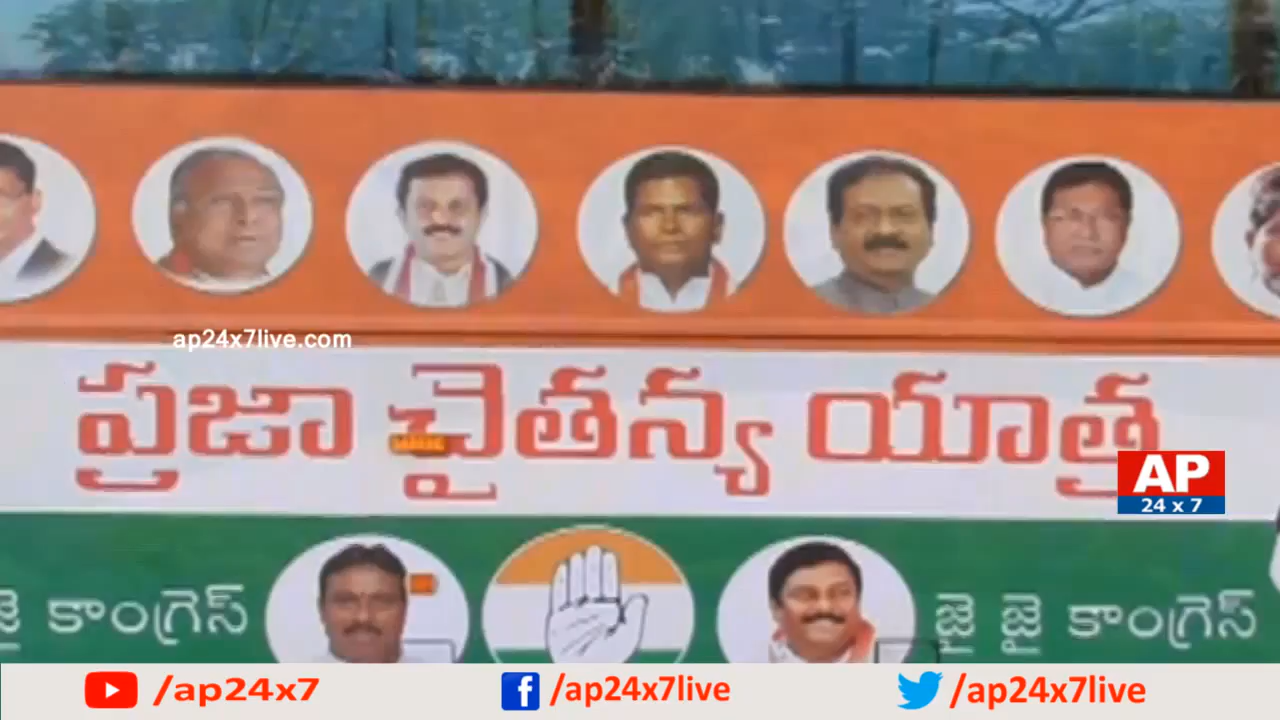 ap24x7live.com
ప్రజా చైతన్య యాత్ర
AP
24 x 7
జై కాంగ్రెస్
జై జై కాంగ్రెస్
/ap24x7
/ap24x7live
/ap24x7live